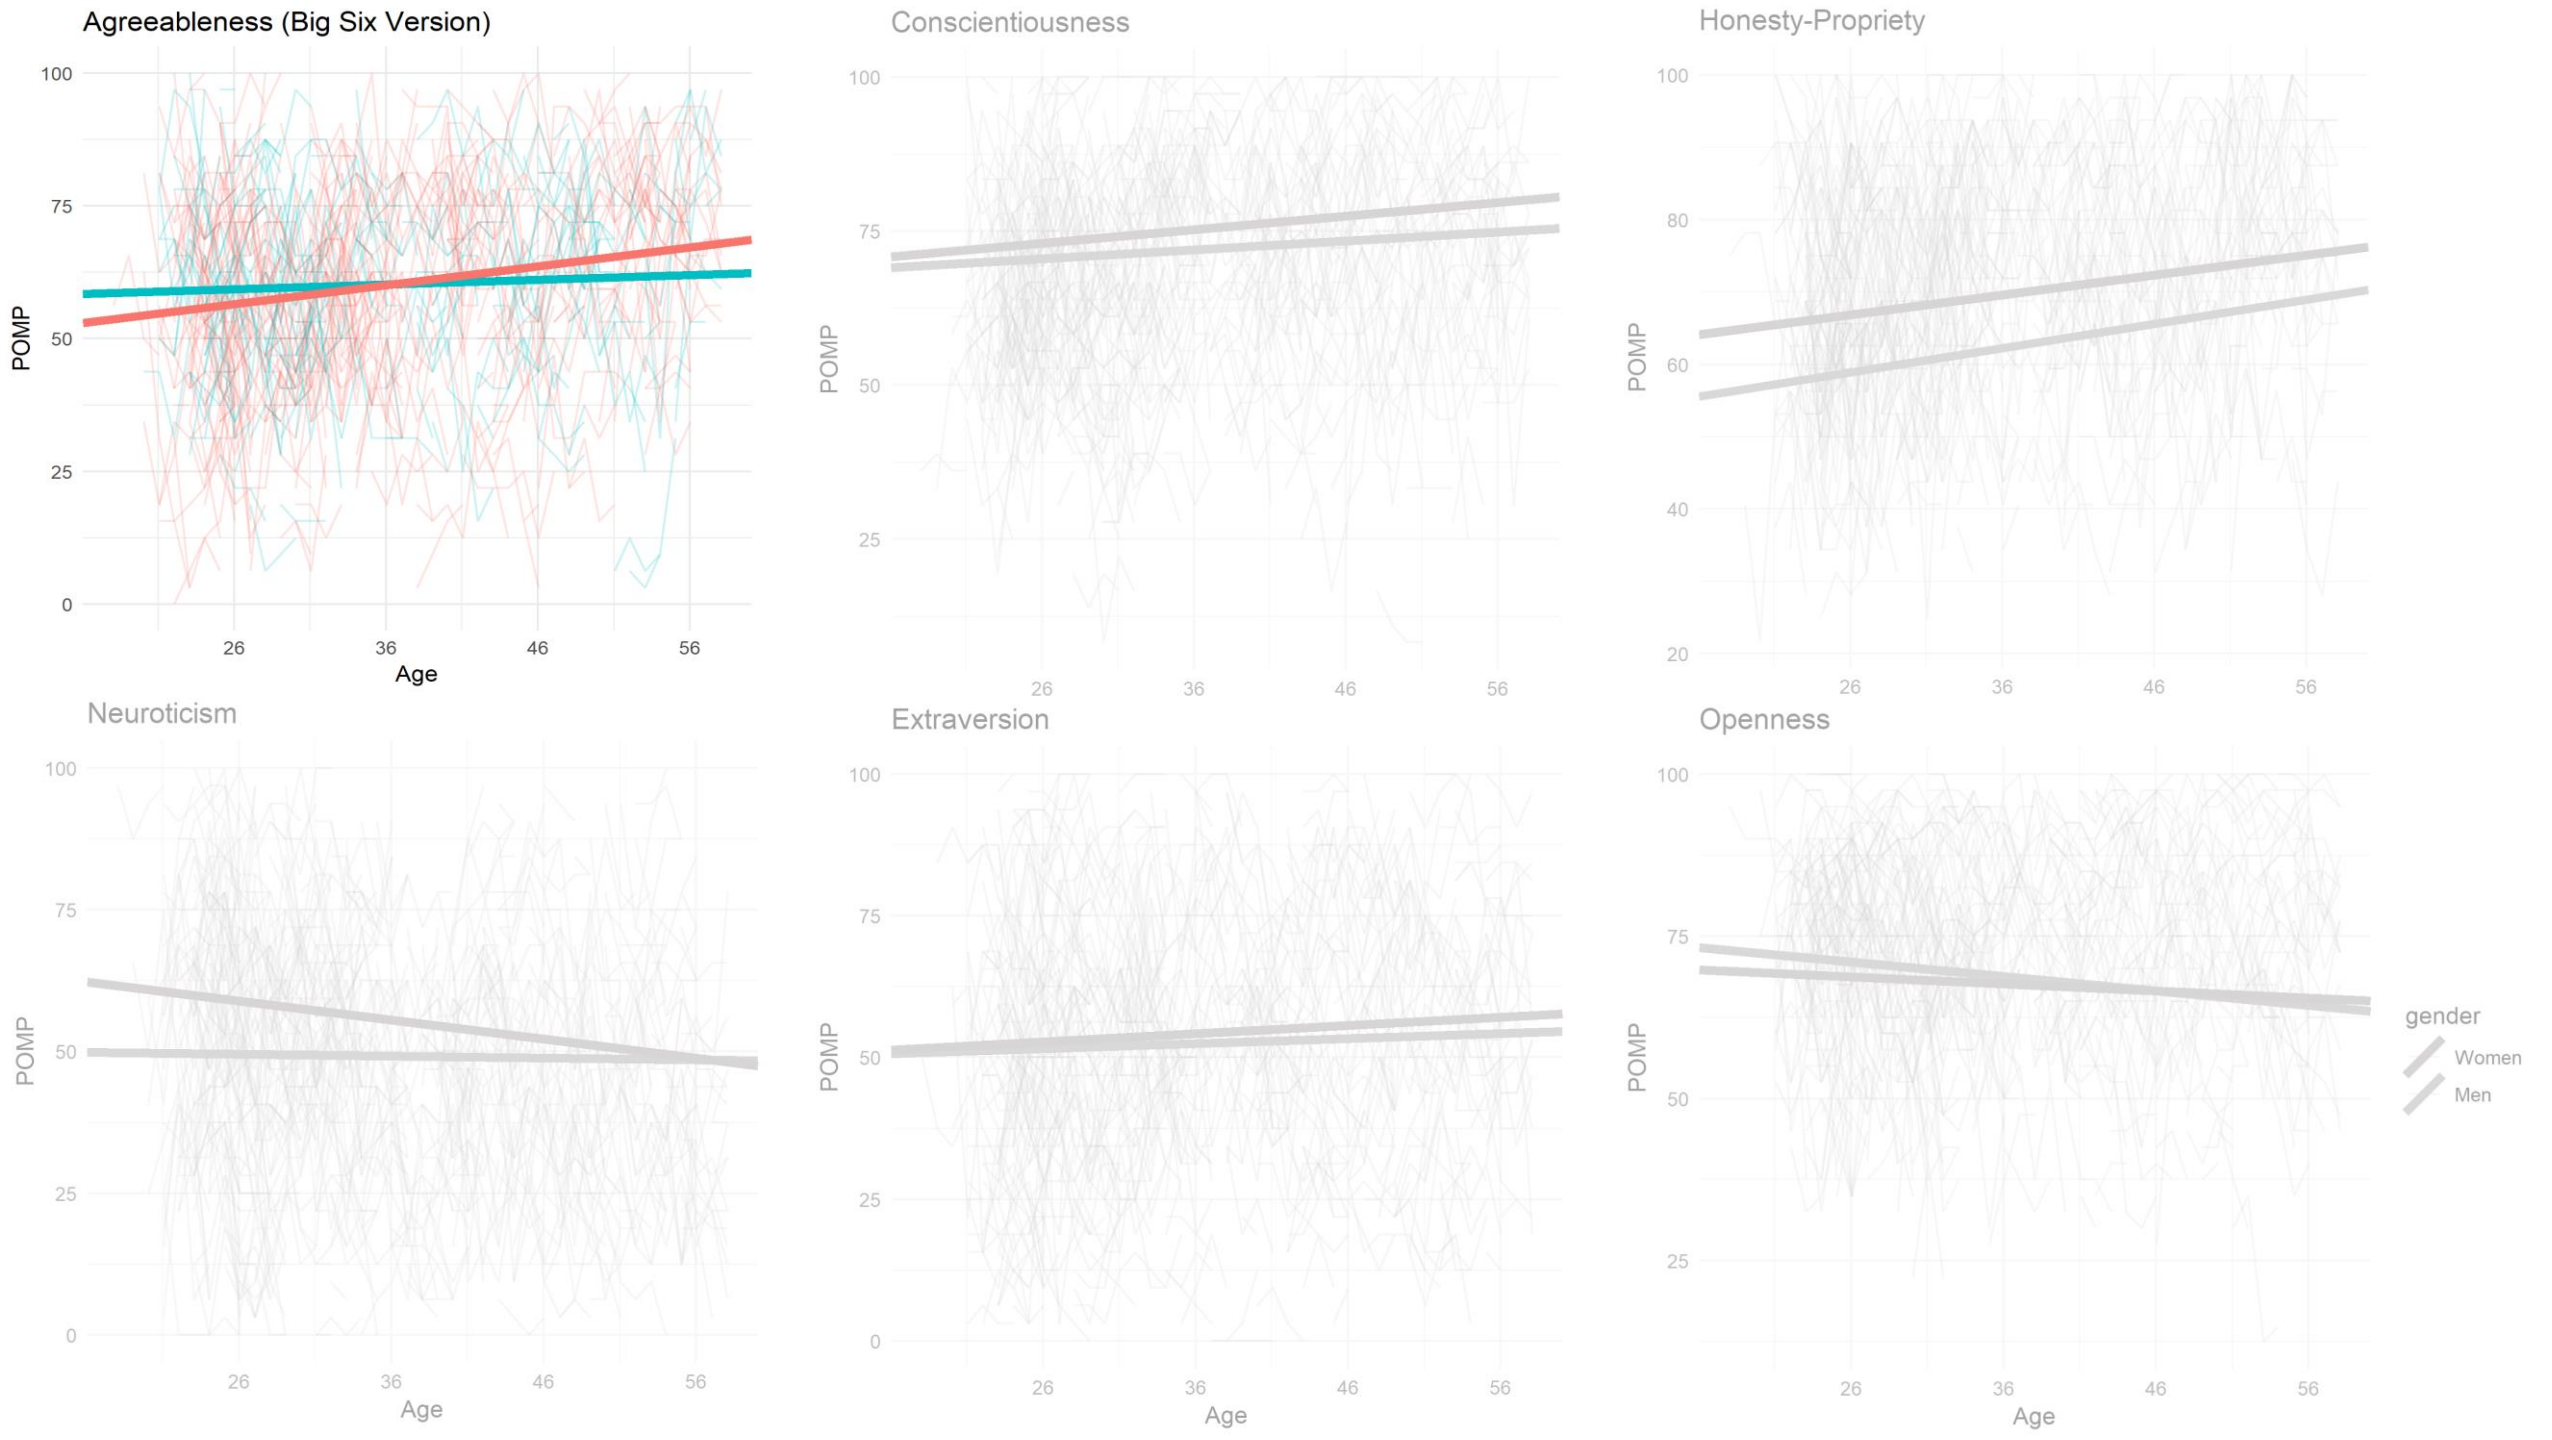 Agreeableness (Big Six Version)
100
75
50
25
0
POMP
26 36 46 56
Age
Conscientiousness
100
75
50
25
POMP
26 36 46 56
Honesty-Propriety
100
80
60
40
20
POMP
26 36 46 56
Neuroticism
100
75
50
25
0
POMP
26 36 46 56
Age
Extraversion
100
75
50
25
0
POMP
26 36 46 56
Age
Openness
100
75
50
25
POMP
26 36 46 56
Age
gender
Women
Men